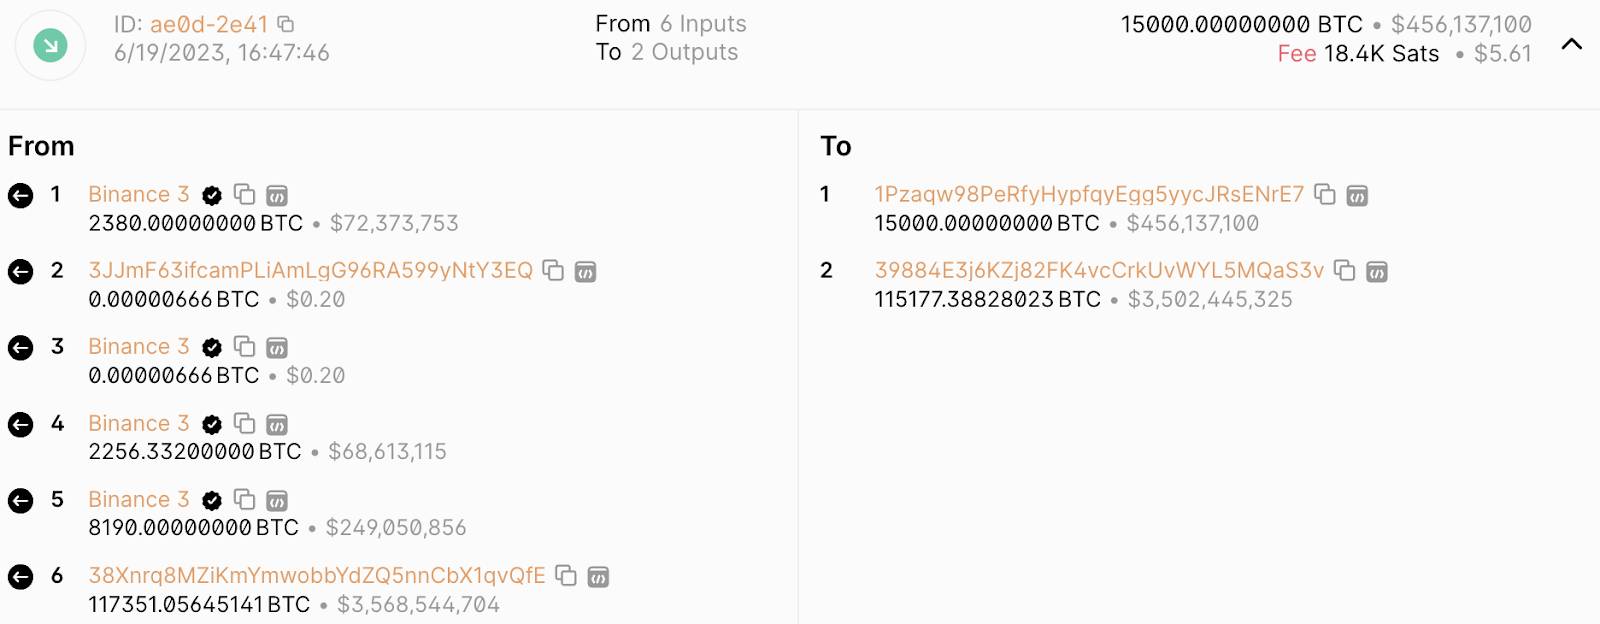 ID: ae0d-2e41
6/19/2023, 16:47:46
From 6 Inputs
To 2 Outputs
15000.00000000 BTC • $456,137,100
Fee 18.4K Sats • $5.61
From
1 Binance 3
2380.00000000 BTC • $72,373,753
2 3JJmF63ifcamPLiAmLgG96RA599yNtY3EQ
0.00000666 BTC • $0.20
3 Binance 3
0.00000666 BTC • $0.20
4 Binance 3
2256.33200000 BTC • $68,613,115
5 Binance 3
8190.00000000 BTC • $249,050,856
6 38Xnrq8MZiKmYmwobbYdZQ5nnCbX1qvQfE
117351.05645141 BTC • $3,568,544,704
To
1 1Pzaqw98PeRfyHypfqyEgg5yycJRsENrE7
15000.00000000 BTC • $456,137,100
2 39884E3j6KZj82FK4vcCrkUvWYL5MQaS3v
115177.38828023 BTC • $3,502,445,325